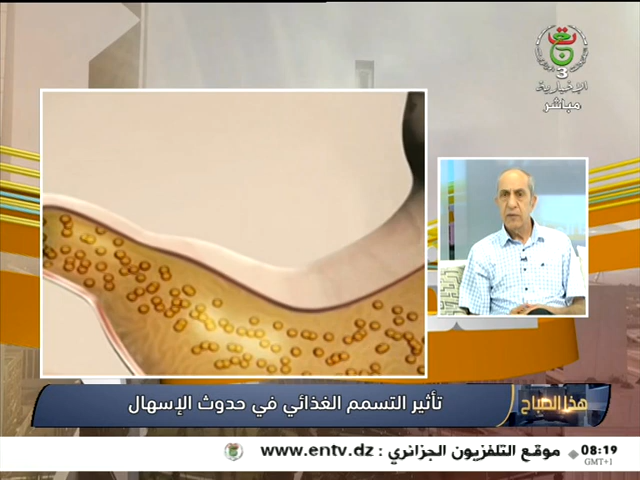 3
الإخبارية
مباشر
تأثير التسمم الغذائي في حدوث الإسهال
هذا الصباح
موقع التلفزيون الجزائري : www.entv.dz
08:19
GMT+1